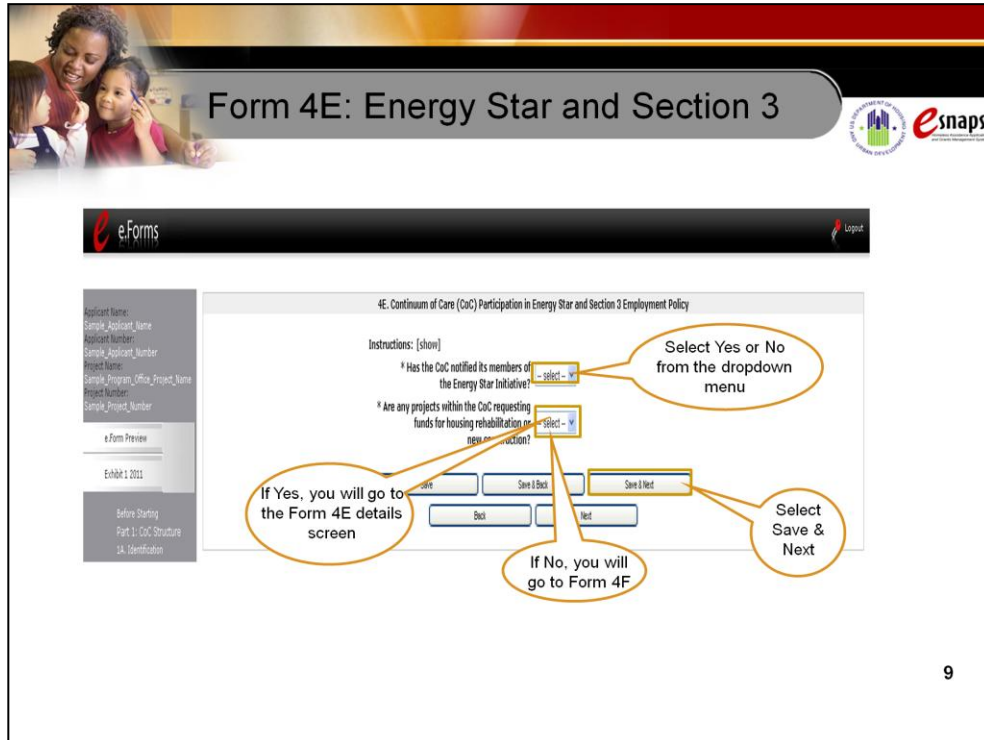 Form 4E: Energy Star and Section 3
esnaps
e.Forms
Logout
Applicant Name:
Sample_Applicant_Name
Applicant Number:
Sample_Applicant_Number
Project Name:
Sample_Program_Office_Project_Name
Project Number:
Sample_Project_Number
e.Form Preview
Exhibit 1 2011
Before Starting
Part 1: CoC Structure
1A. Identification
4E. Continuum of Care (CoC) Participation in Energy Star and Section 3 Employment Policy
Instructions: [show]
* Has the CoC notified its members of
the Energy Star Initiative?
-- select --
* Are any projects within the CoC requesting
funds for housing rehabilitation or
new construction?
-- select --
Select Yes or No
from the dropdown
menu
If Yes, you will go to
the Form 4E details
screen
Save & Back
Save & Next
Back
Next
If No, you will
go to Form 4F
Select
Save &
Next
9